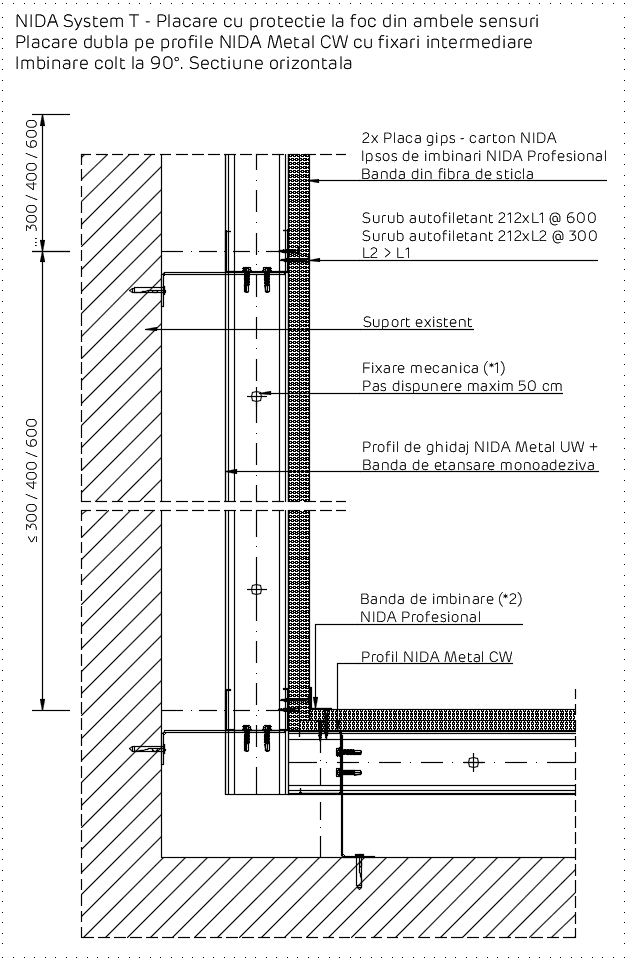 NIDA System T - Placare cu protectie la foc din ambele sensuri
Placare dubla pe profile NIDA Metal CW cu fixari intermediare
Imbinare colt la 90°. Sectiune orizontala
... 300 / 400 / 600
2x Placa gips - carton NIDA
Ipsos de imbinari NIDA Profesional
Banda din fibra de sticla
Surub autofiletant 212xL1 @ 600
Surub autofiletant 212xL2 @ 300
L2 > L1
Suport existent
Fixare mecanica (*1)
Pas dispunere maxim 50 cm
Profil de ghidaj NIDA Metal UW +
Banda de etansare monoadeziva
≤ 300 / 400 / 600
Banda de imbinare (*2)
NIDA Profesional
Profil NIDA Metal CW